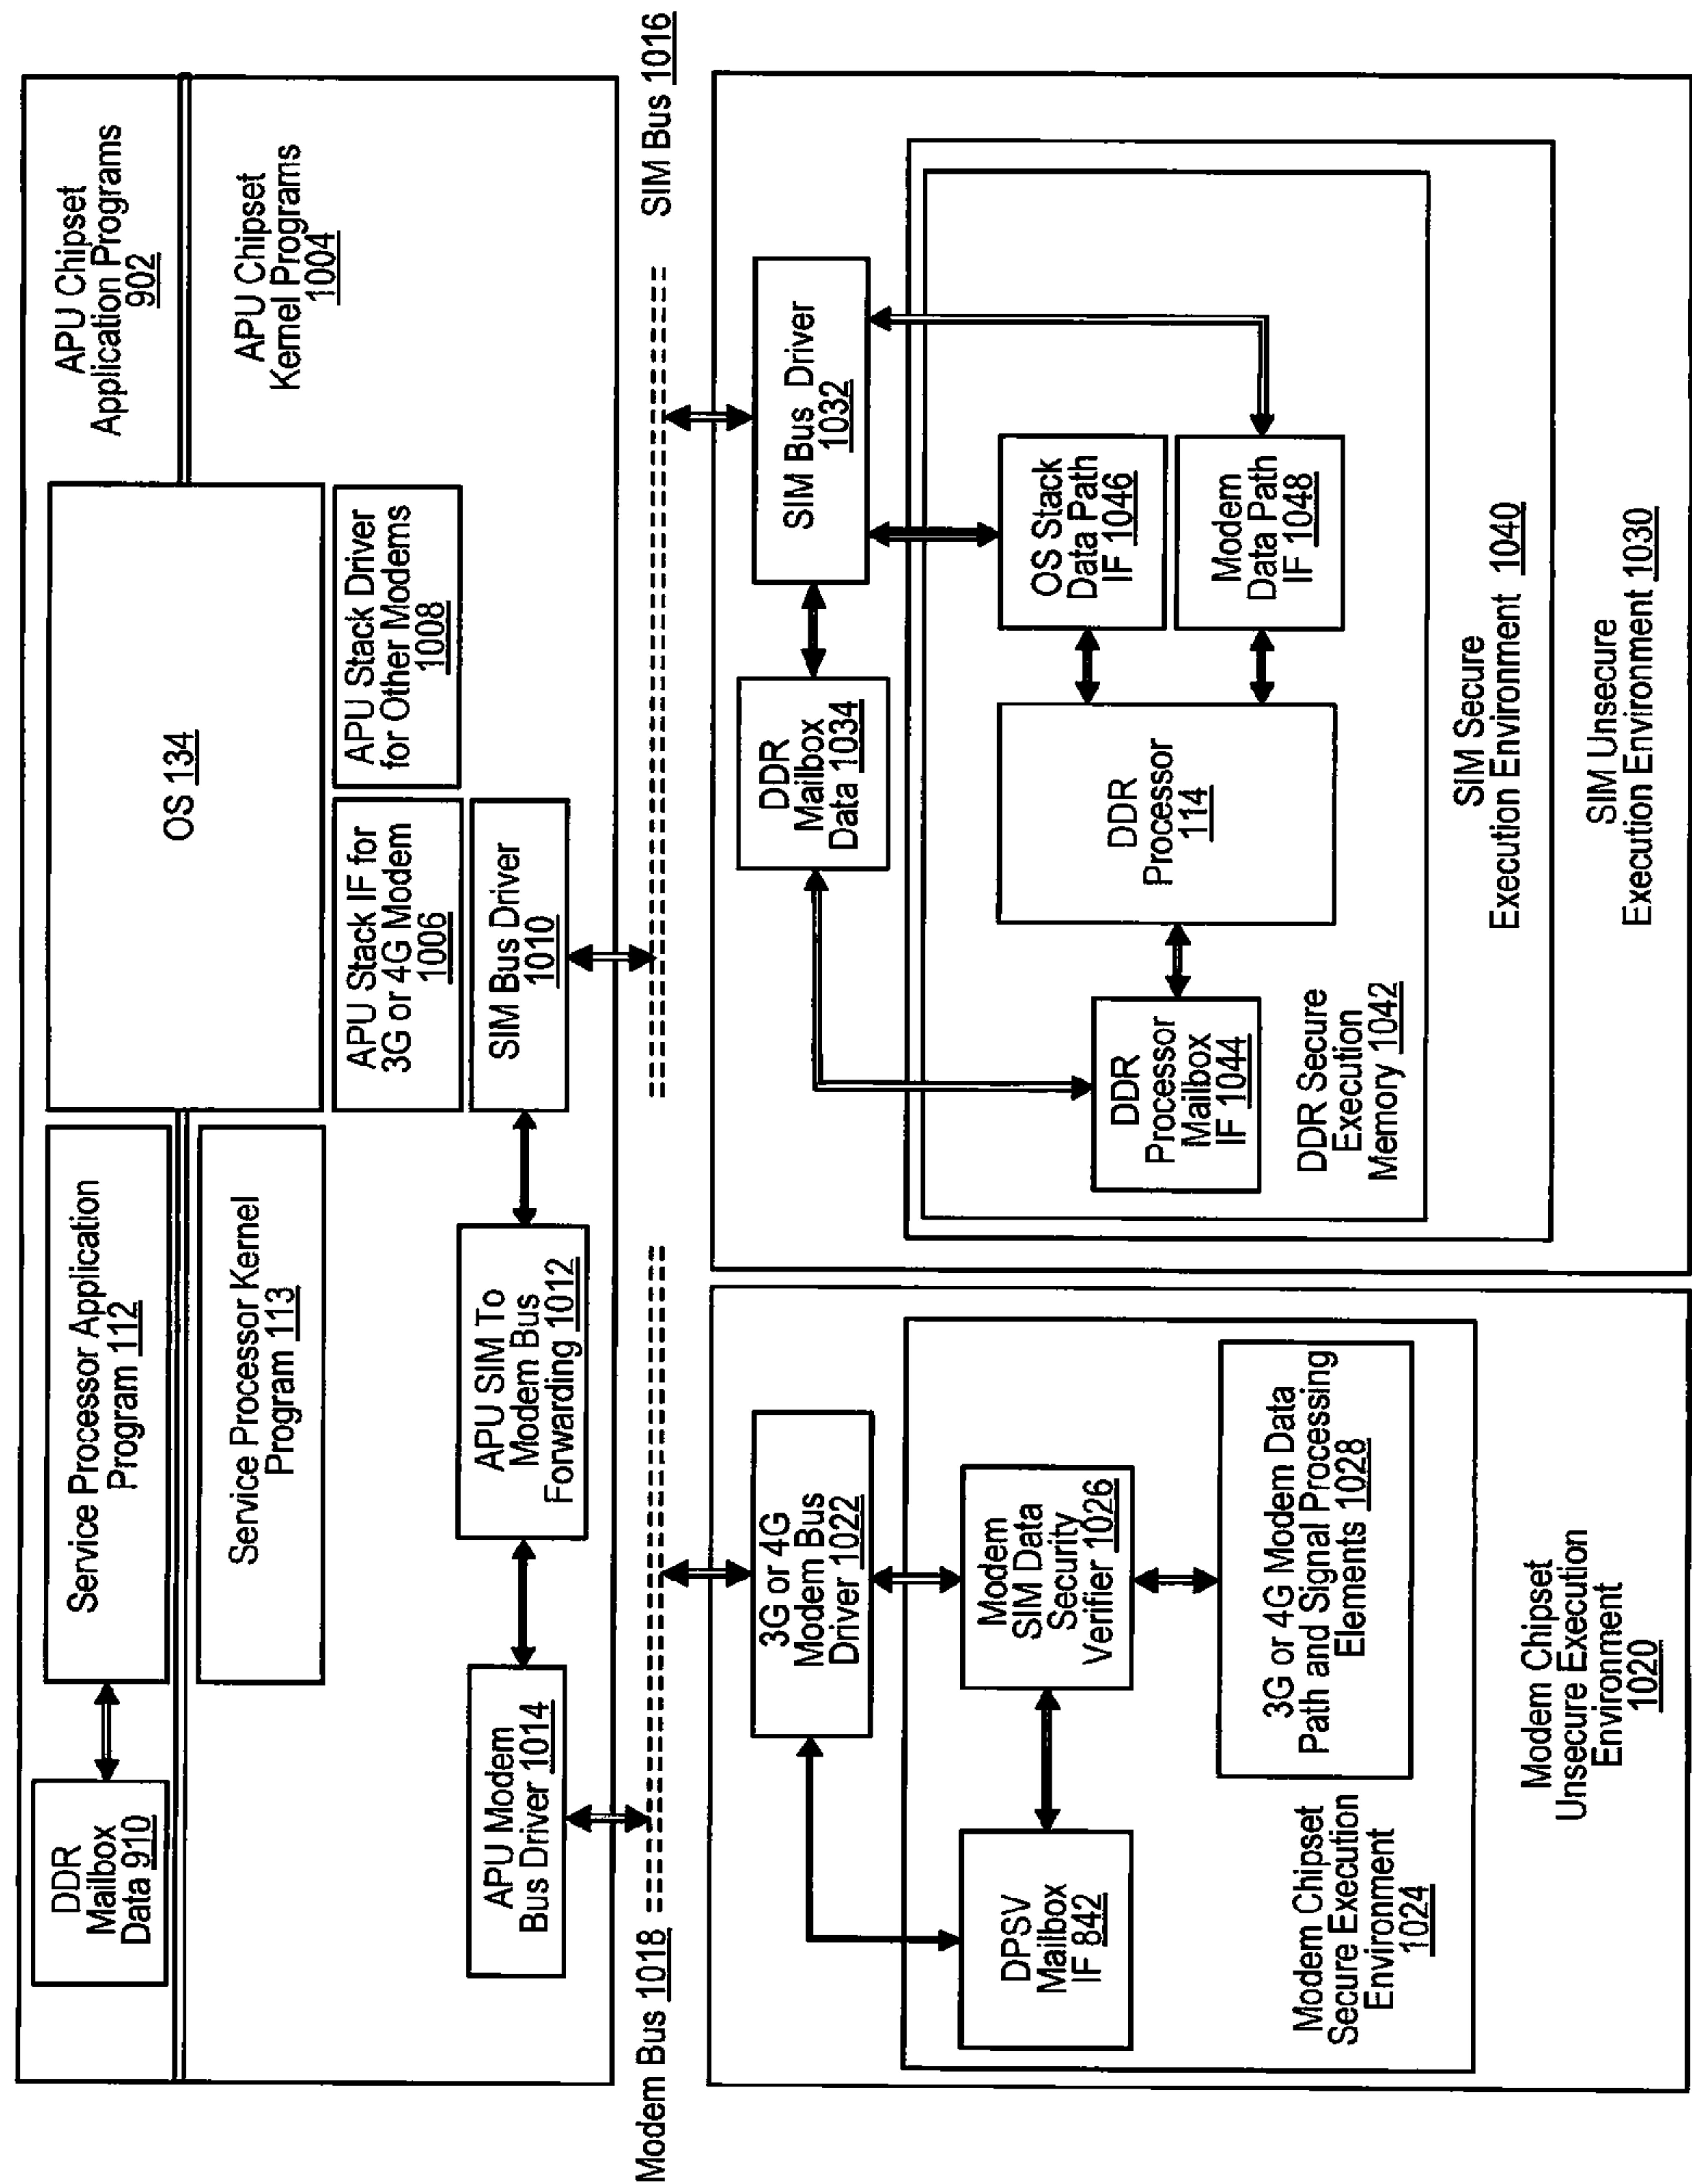 DDR
Mailbox
Data 910
Service Processor Application
Program 112
Service Processor Kernel
Program 113
OS 134
APU Chipset
Application Programs
902
APU Chipset
Kernel Programs
1004
APU Stack IF for
3G or 4G Modem
1006
APU Stack Driver
for Other Modems
1008
APU Modem
Bus Driver 1014
APU SIM To
Modem Bus
Forwarding 1012
SIM Bus Driver
1010
Modem Bus 1018
SIM Bus 1016
3G or 4G
Modem Bus
Driver 1022
DPSV
Mailbox
IF 842
Modem
SIM Data
Security
Verifier 1026
3G or 4G Modem Data
Path and Signal Processing
Elements 1028
Modem Chipset
Secure Execution
Environment
1024
Modem Chipset
Unsecure Execution
Environment
1020
DDR
Mailbox
Data 1034
SIM Bus Driver
1032
DDR
Processor
Mailbox
IF 1044
DDR
Processor
114
OS Stack
Data Path
IF 1046
Modem
Data Path
IF 1048
DDR Secure
Execution
Memory 1042
SIM Secure
Execution Environment 1040
SIM Unsecure
Execution Environment 1030